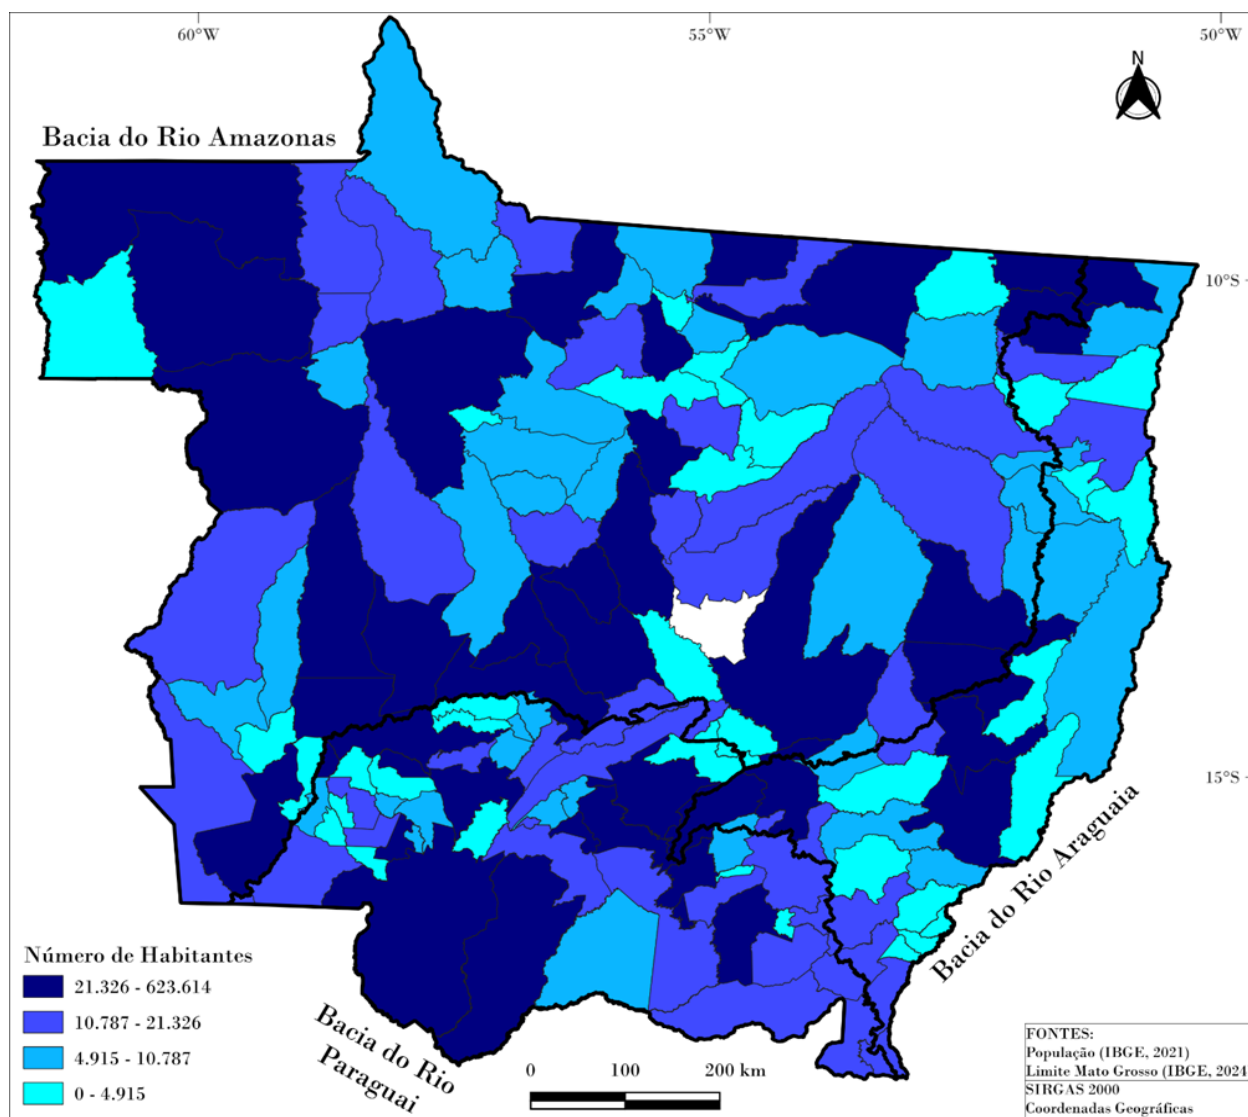 60°W
55°W
50°W
N
Bacia do Rio Amazonas
10°S
15°S
Bacia do Rio Araguaia
Número de Habitantes
21.326 - 623.614
10.787 - 21.326
4.915 - 10.787
0 - 4.915
Bacia do Rio
Paraguai
0 100 200 km
FONTES:
População (IBGE, 2021)
Limite Mato Grosso (IBGE, 2024
SIRGAS 2000
Coordenadas Geográficas